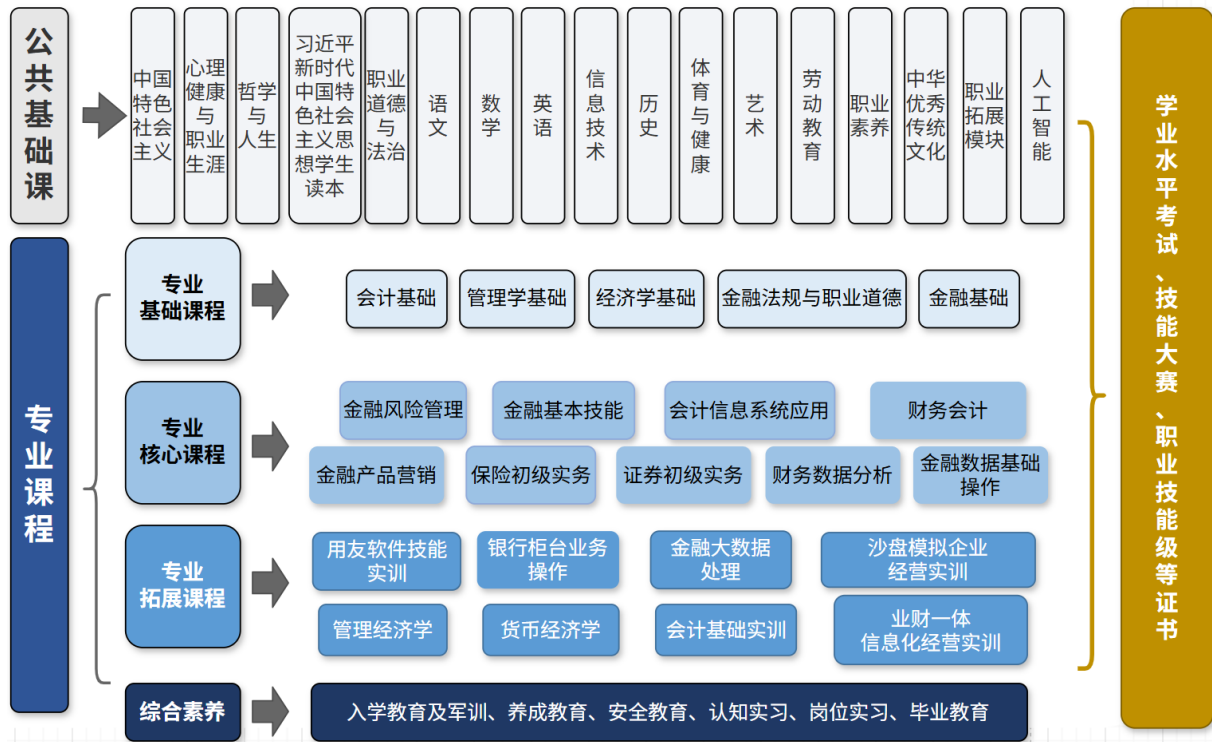 公共基础课
中国
特色
社会
主义
心理
健康
与
职业
生涯
哲学
与
人生
习近平
新时代
中国特
色社会
主义思
想学生
读本
职业
道德
与
法治
语文
数学
英语
信息技术
历史
体育与健康
艺术
劳动教育
职业
素养
中华
优秀
传统
文化
职业
拓展
模块
人工智能
专业课程
专业
基础课程
会计基础
管理学基础
经济学基础
金融法规与职业道德
金融基础
专业
核心课程
金融风险管理
金融基本技能
会计信息系统应用
财务会计
金融产品营销
保险初级实务
证券初级实务
财务数据分析
金融数据基础
操作
专业
拓展课程
用友软件技能
实训
银行柜台业务
操作
金融大数据
处理
沙盘模拟企业
经营实训
管理经济学
货币经济学
会计基础实训
业财一体
信息化经营实训
综合素养
入学教育及军训、养成教育、安全教育、认知实习、岗位实习、毕业教育
学业水平考试、技能大赛、职业技能级等证书